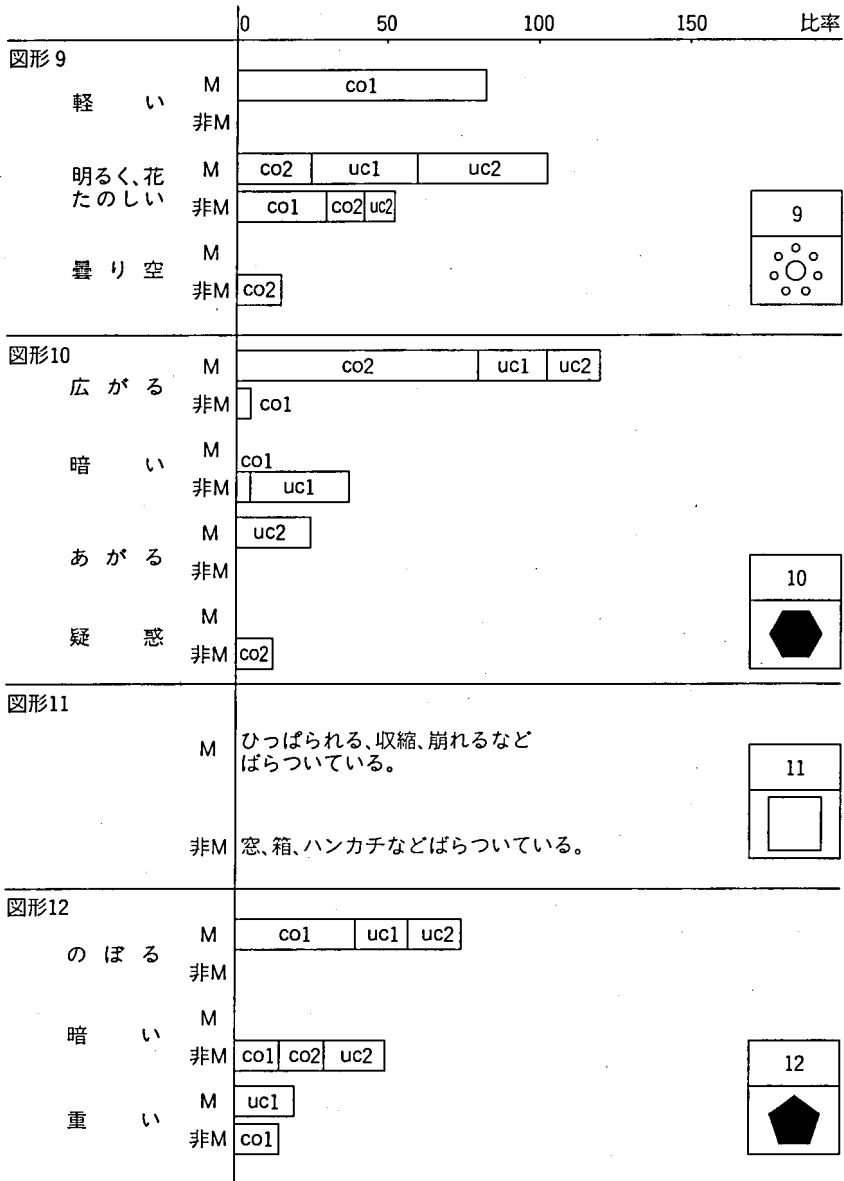 0 50 100 150 比率
図形9
軽い M co1
非M
明るく、花 M co2 uc1 uc2
たのしい 非M co1 co2 uc2
曇り空 M
非M co2
9
図形10
広がる M co2 uc1 uc2
非M co1
暗い M
非M co1 uc1
あがる M uc2
非M
疑惑 M
非M co2
10
図形11
M ひっぱられる、収縮、崩れるなど
ばらついている。
非M 窓、箱、ハンカチなどばらついている。
11
図形12
のぼる M co1 uc1 uc2
非M
暗い M
非M co1 co2 uc2
重い M uc1
非M co1
12